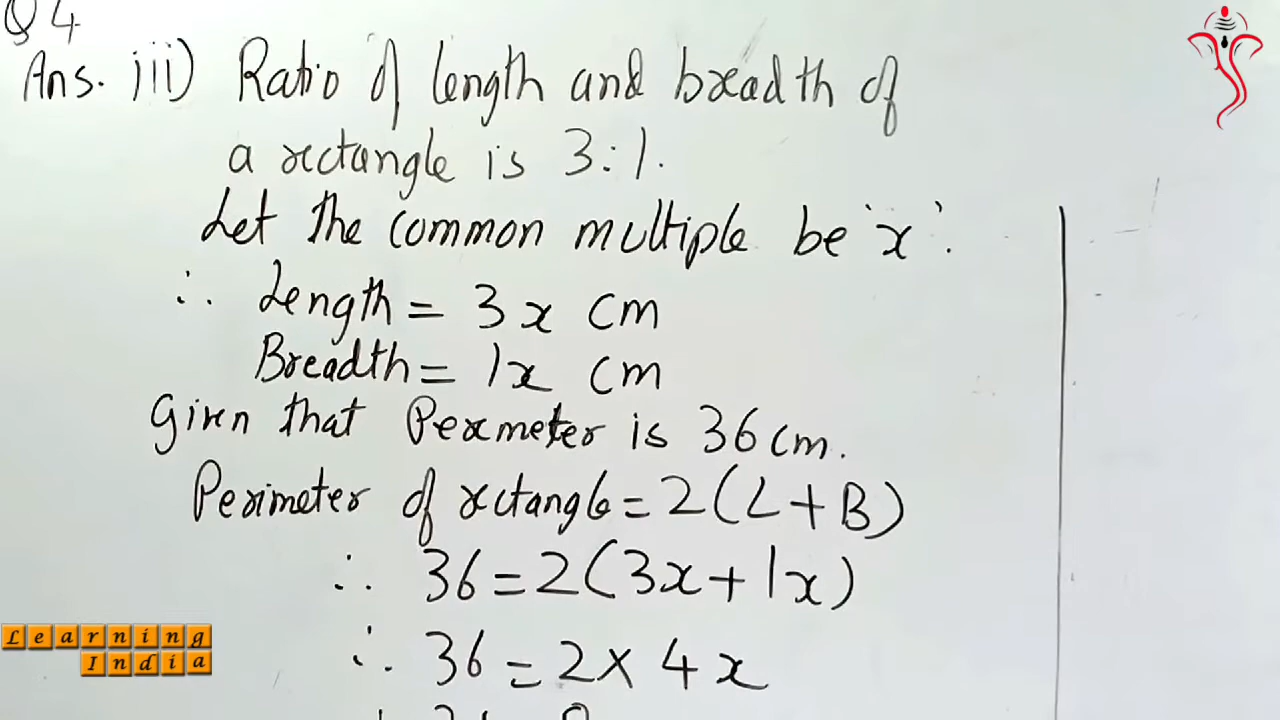 Q4
Ans. iii) Ratio of length and breadth of
a rectangle is 3:1.
Let the common multiple be 'x'.
∴ Length = 3x cm
Breadth = 1x cm
Given that Perimeter is 36cm.
Perimeter of rectangle = 2(L+B)
∴ 36 = 2(3x+1x)
∴ 36 = 2×4x
Learning
India